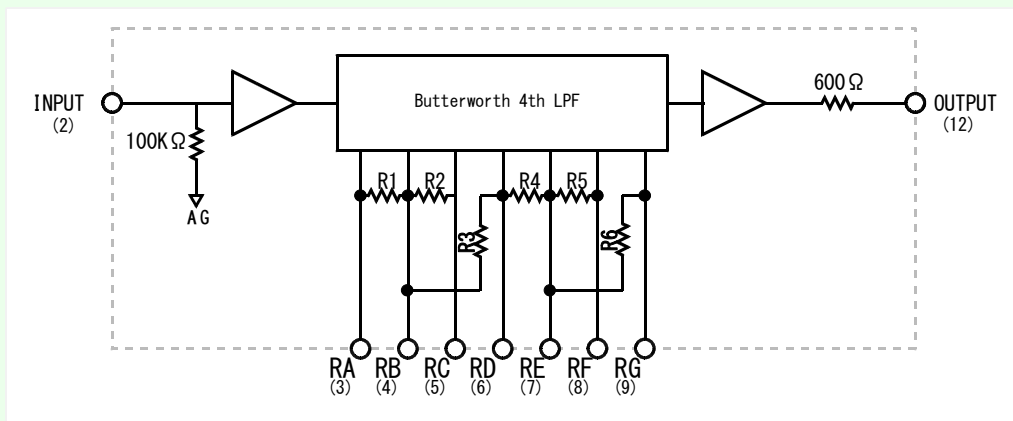 INPUT
(2)
100KΩ
AG
Butterworth 4th LPF
600Ω
OUTPUT
(12)
R1
R2
R3
R4
R5
R6
RA
(3)
RB
(4)
RC
(5)
RD
(6)
RE
(7)
RF
(8)
RG
(9)